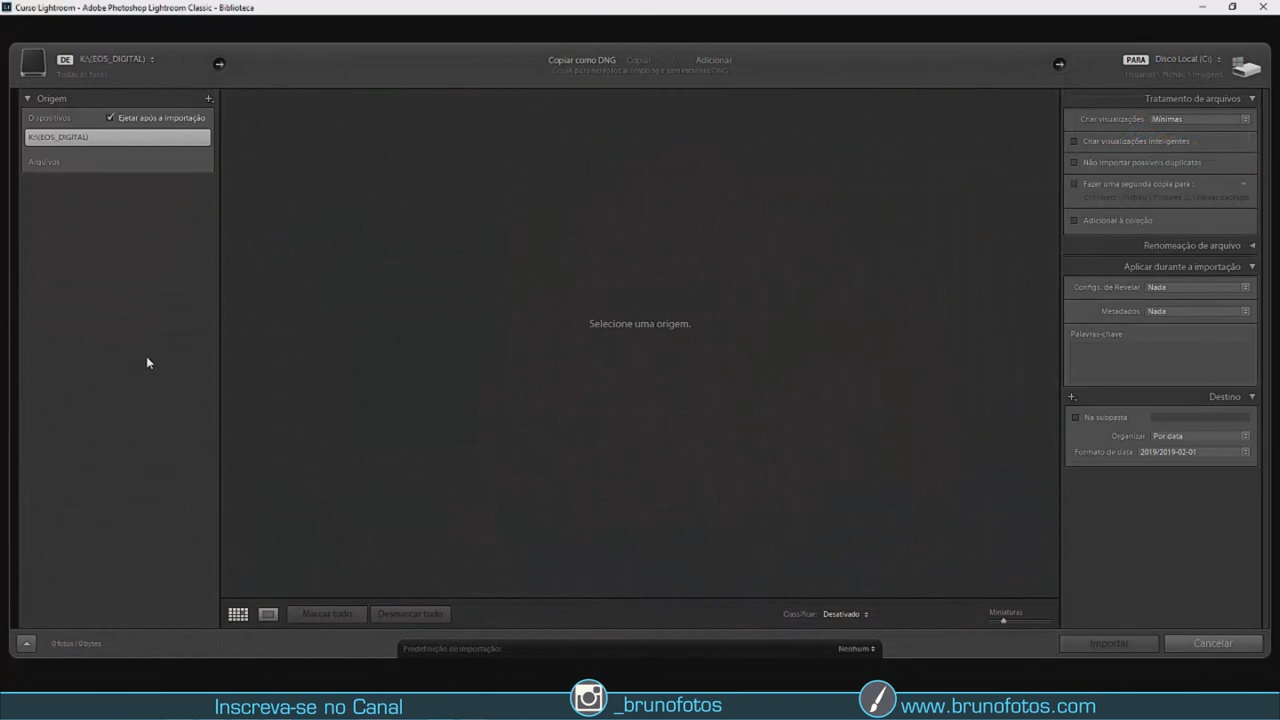 Curso Lightroom - Adobe Photoshop Lightroom Classic - Biblioteca
DE K:\(EOS_DIGITAL)
Todas as fotos
Copiar como DNG Copiar Adicionar
PARA Disco Local (C:)
Origem
Dispositivos Ejetar após a importação
K:\(EOS_DIGITAL)
Arquivos
Selecione uma origem.
Tratamento de arquivos
Criar visualizações Mínimas
Criar visualizações inteligentes
Não importar possíveis duplicatas
Fazer uma segunda cópia para :
Adicionar à coleção
Renomeação de arquivo
Aplicar durante a importação
Configs. de Revelar Nada
Metadados Nada
Palavras-chave
Destino
Na subpasta
Organizar Por data
Formato de data 2019/2019-02-01
Marcar tudo Desmarcar tudo
Classificar: Desativado
Miniaturas
0 fotos / 0 bytes
Predefinição de importação: Nenhum
Importar Cancelar
Inscreva-se no Canal
_brunofotos
www.brunofotos.com